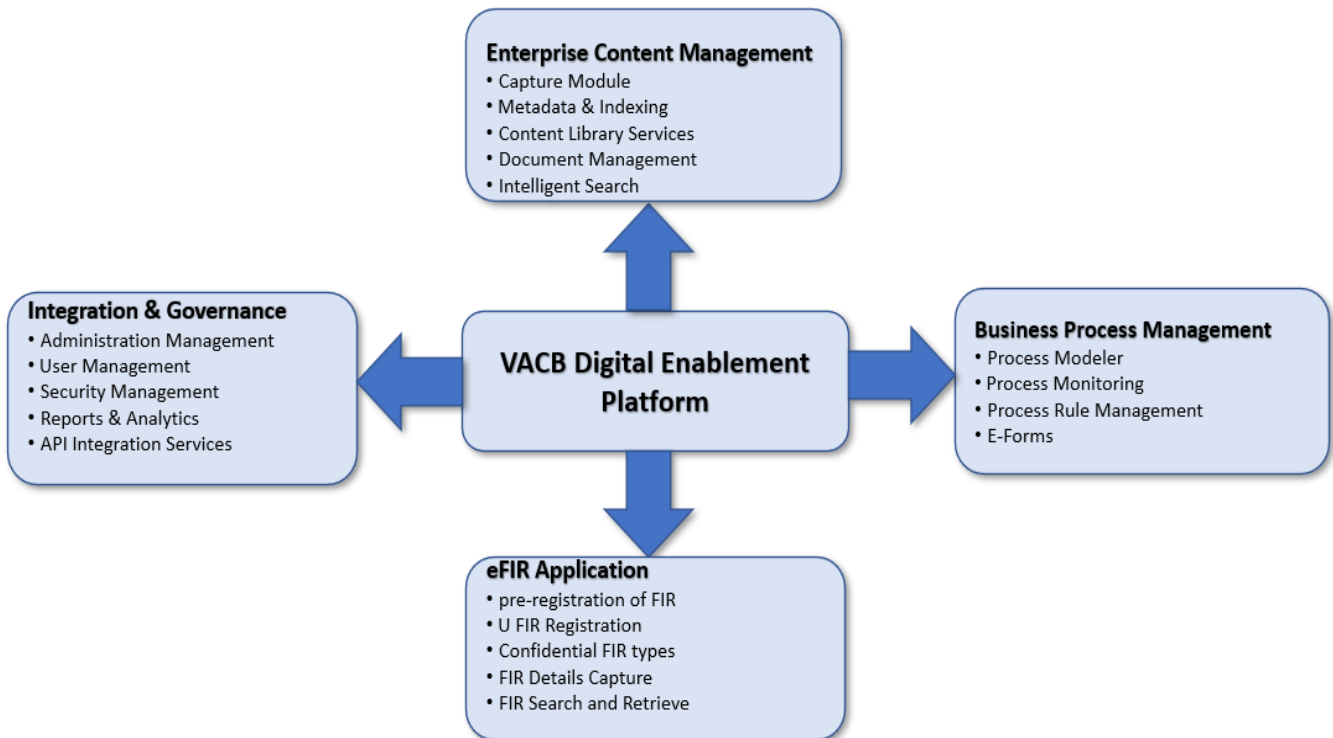 Enterprise Content Management
• Capture Module
• Metadata & Indexing
• Content Library Services
• Document Management
• Intelligent Search
Integration & Governance
• Administration Management
• User Management
• Security Management
• Reports & Analytics
• API Integration Services
VACB Digital Enablement
Platform
Business Process Management
• Process Modeler
• Process Monitoring
• Process Rule Management
• E-Forms
eFIR Application
• pre-registration of FIR
• U FIR Registration
• Confidential FIR types
• FIR Details Capture
• FIR Search and Retrieve